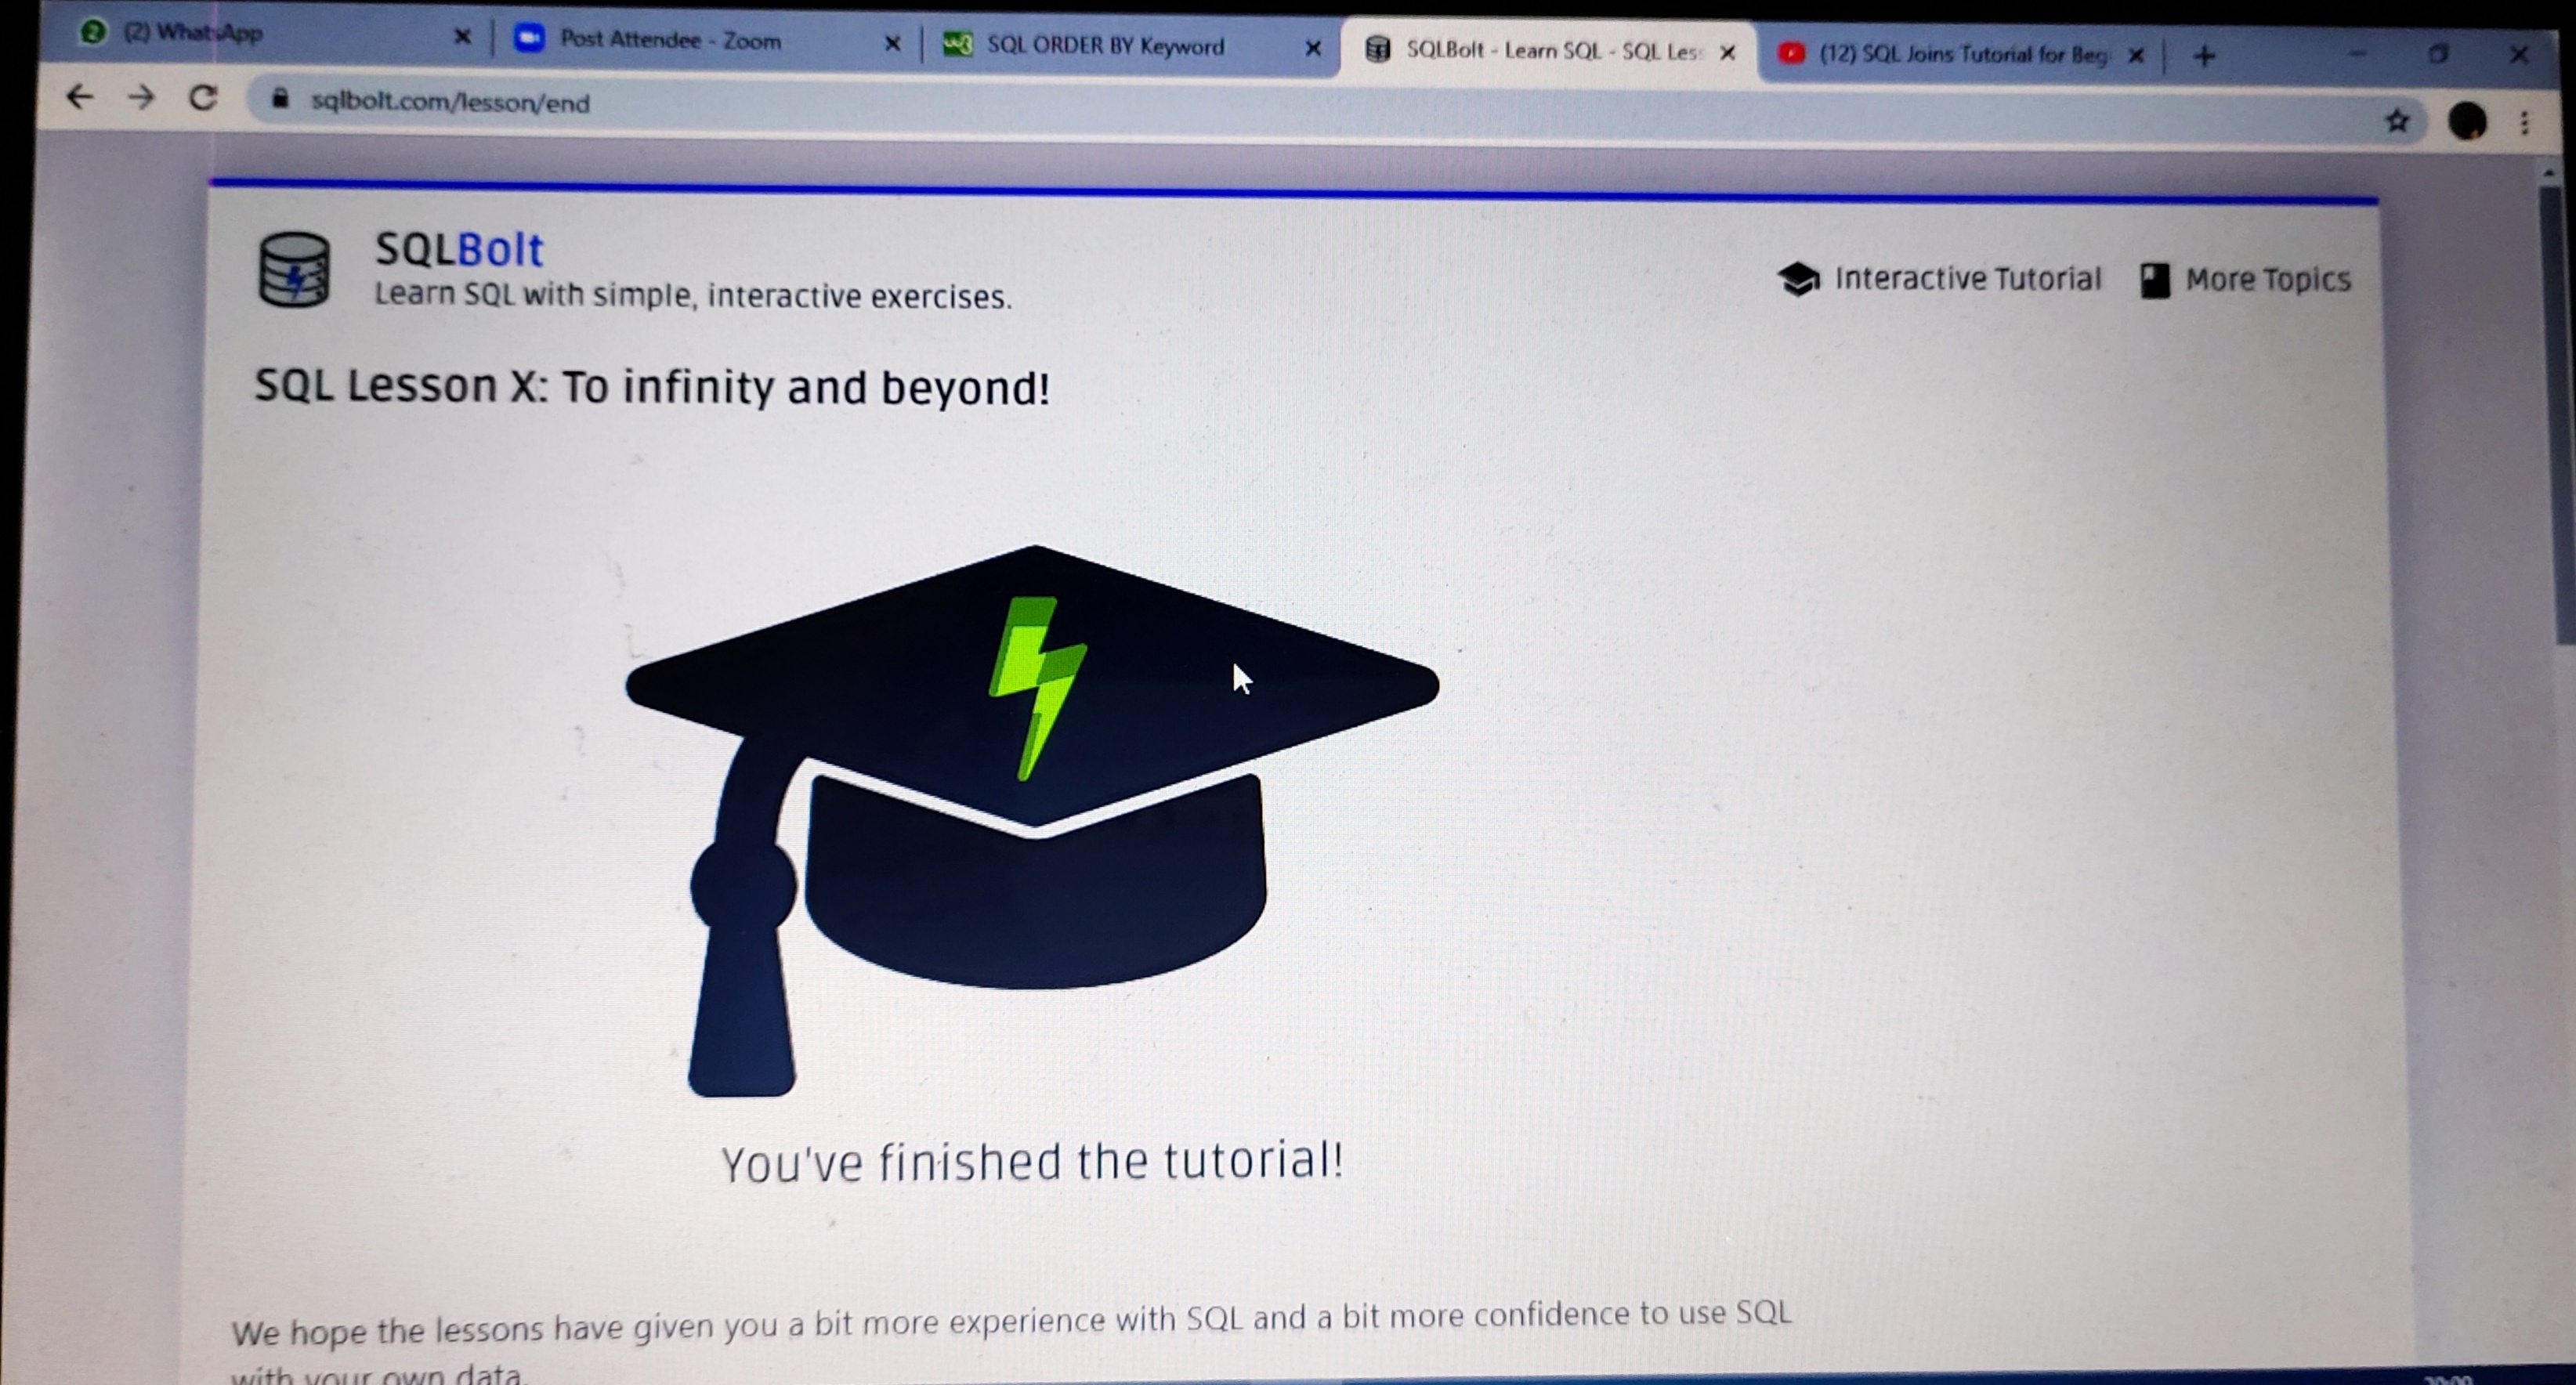 (2) WhatsApp
Post Attendee - Zoom
SQL ORDER BY Keyword
SQLBolt - Learn SQL - SQL Les
(12) SQL Joins Tutorial for Beg
sqlbolt.com/lesson/end
SQLBolt
Learn SQL with simple, interactive exercises.
Interactive Tutorial
More Topics
SQL Lesson X: To infinity and beyond!
You've finished the tutorial!
We hope the lessons have given you a bit more experience with SQL and a bit more confidence to use SQL
with your own data.